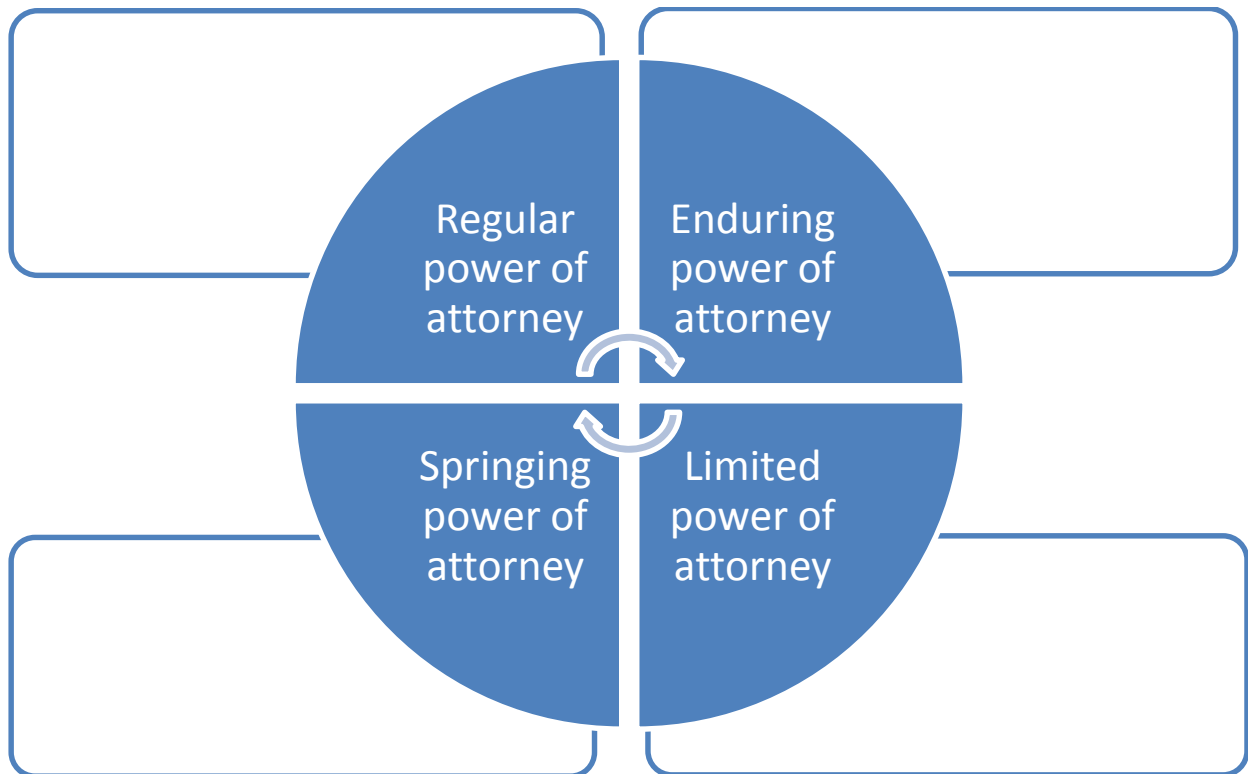 Regular
power of
attorney
Enduring
power of
attorney
Springing
power of
attorney
Limited
power of
attorney